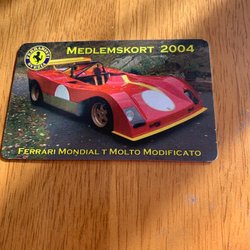 MEDLEMSKORT 2004
FERRARI MONDIAL T MOLTO MODIFICATO